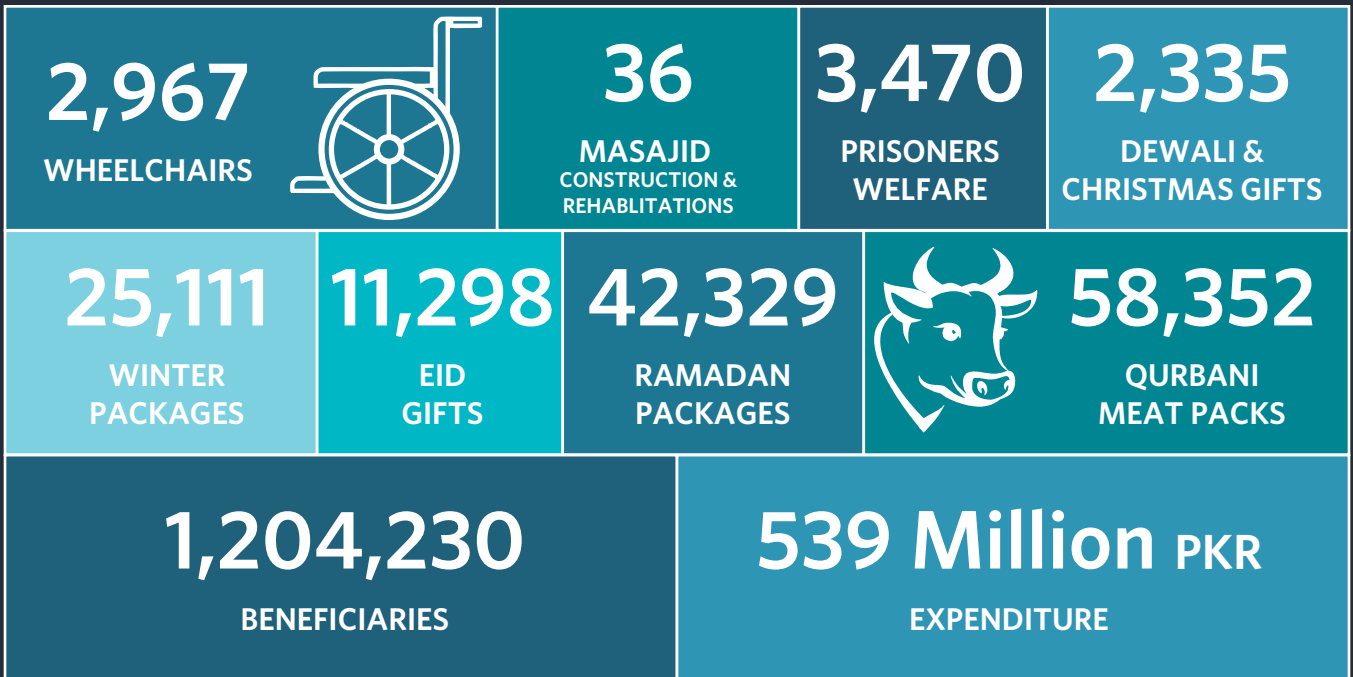 2,967
WHEELCHAIRS
36
MASAJID
CONSTRUCTION &
REHABLITATIONS
3,470
PRISONERS
WELFARE
2,335
DEWALI &
CHRISTMAS GIFTS
25,111
WINTER
PACKAGES
11,298
EID
GIFTS
42,329
RAMADAN
PACKAGES
58,352
QURBANI
MEAT PACKS
1,204,230
BENEFICIARIES
539 Million PKR
EXPENDITURE